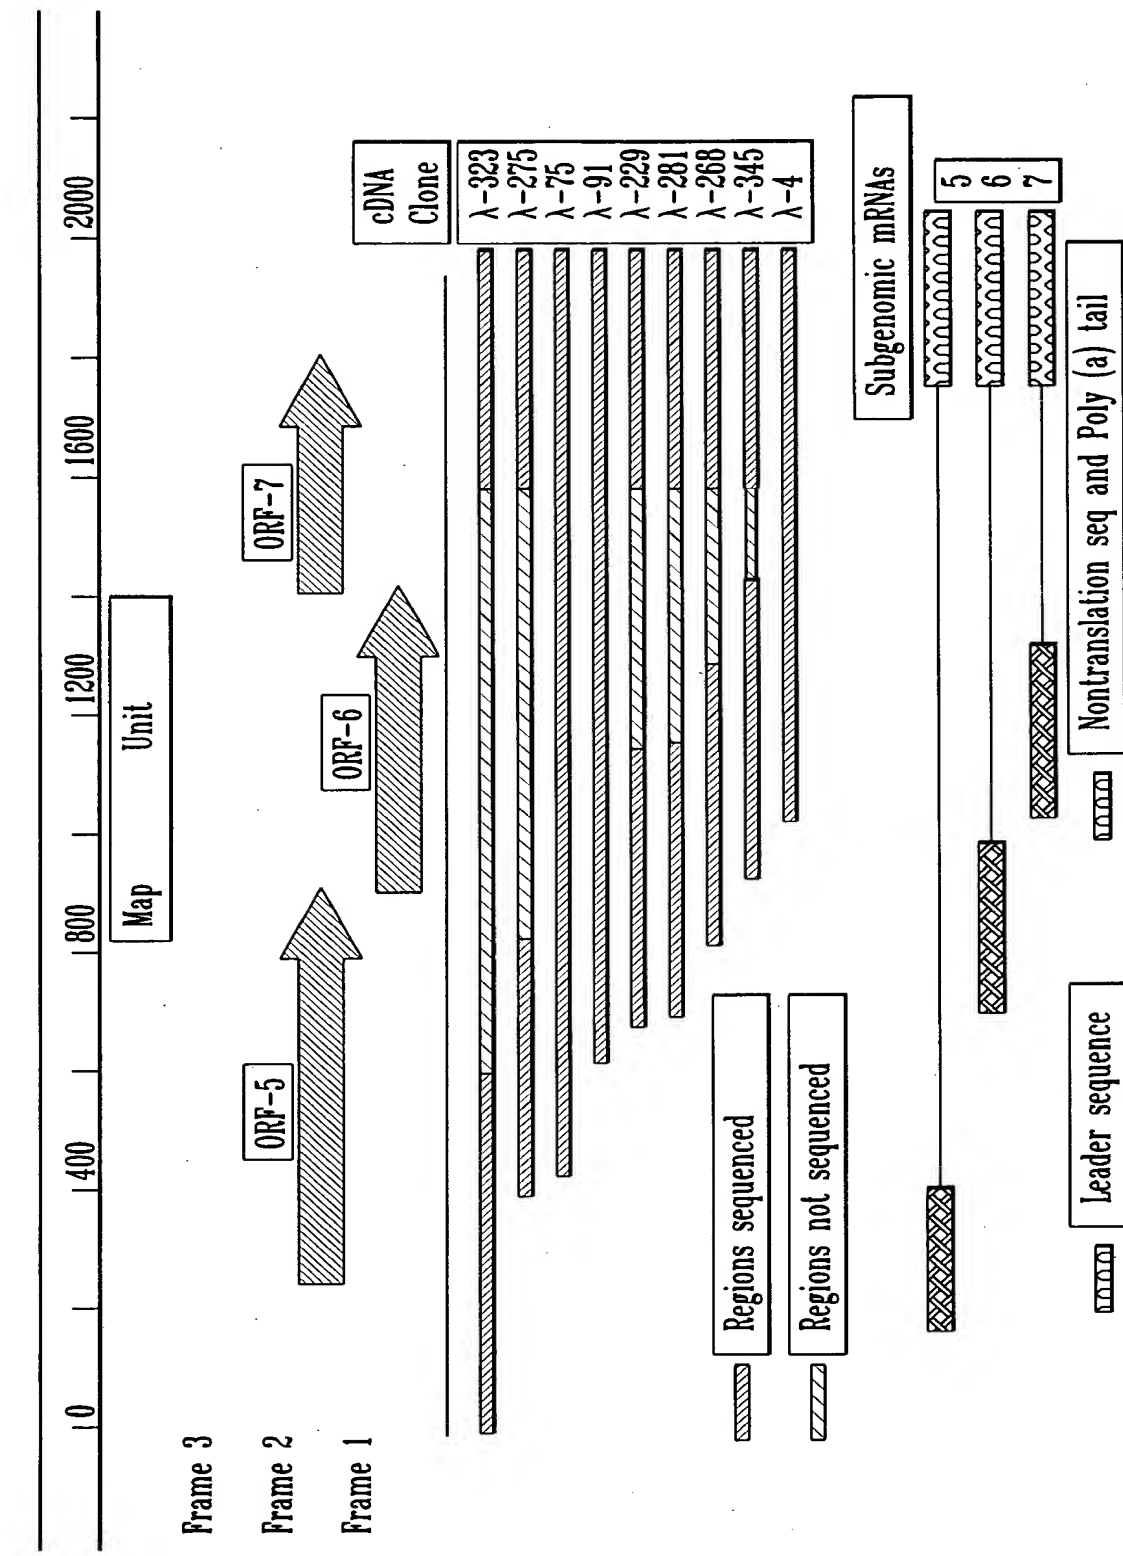 0 400 800 1200 1600 2000
Map Unit
Frame 3
Frame 2
Frame 1
ORF-5
ORF-7
ORF-6
cDNA
Clone
λ-323
λ-275
λ-75
λ-91
λ-229
λ-281
λ-268
λ-345
λ-4
Regions sequenced
Regions not sequenced
Subgenomic mRNAs
5
6
7
Leader sequence
Nontranslation seq and Poly (a) tail